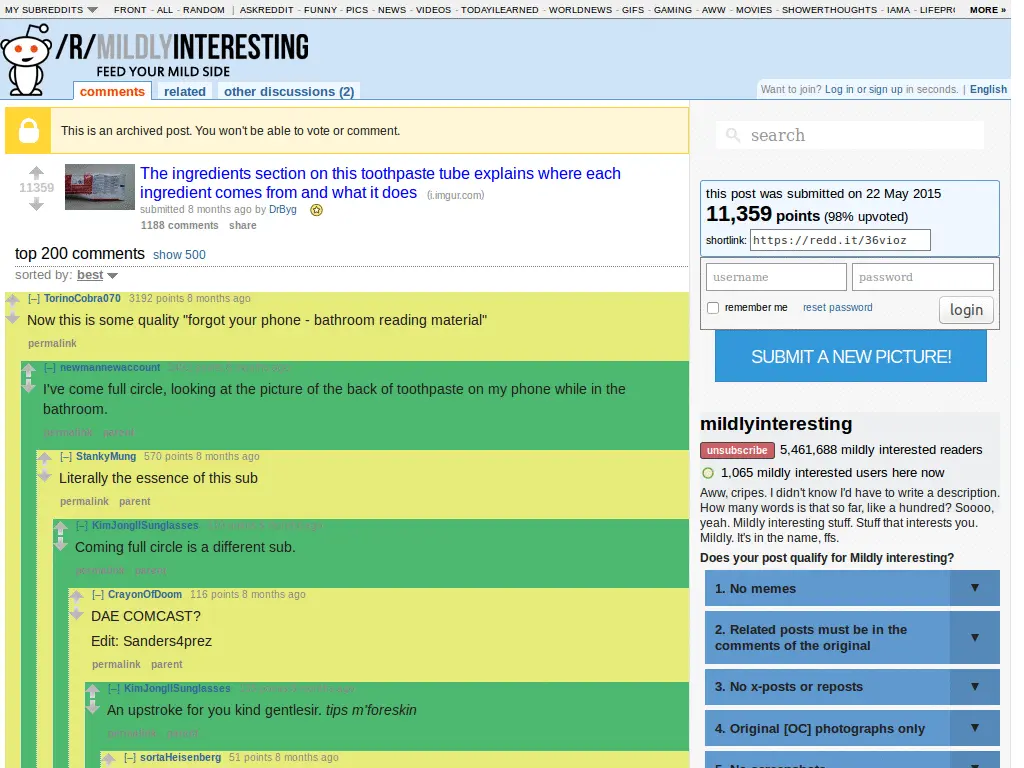 MY SUBREDDITS FRONT - ALL - RANDOM | ASKREDDIT - FUNNY - PICS - NEWS - VIDEOS - TODAYILEARNED - WORLDNEWS - GIFS - GAMING - AWW - MOVIES - SHOWERTHOUGHTS - IAMA - LIFEPRO MORE »
/R/MILDLYINTERESTING
FEED YOUR MILD SIDE
comments related other discussions (2)
Want to join? Log in or sign up in seconds. | English
This is an archived post. You won't be able to vote or comment.
search
11359
The ingredients section on this toothpaste tube explains where each
ingredient comes from and what it does (i.imgur.com)
submitted 8 months ago by DrByg
1188 comments share
this post was submitted on 22 May 2015
11,359 points (98% upvoted)
shortlink: https://redd.it/36vioz
top 200 comments show 500
sorted by: best
username password
remember me reset password login
SUBMIT A NEW PICTURE!
[–] TorinoCobra070 3192 points 8 months ago
Now this is some quality "forgot your phone - bathroom reading material"
permalink
[–] newmannewaccount
I've come full circle, looking at the picture of the back of toothpaste on my phone while in the
bathroom.
permalink parent
[–] StankyMung 570 points 8 months ago
Literally the essence of this sub
permalink parent
[–] KimJongIlSunglasses
Coming full circle is a different sub.
permalink parent
[–] CrayonOfDoom 116 points 8 months ago
DAE COMCAST?
Edit: Sanders4prez
permalink parent
[–] KimJongIlSunglasses
An upstroke for you kind gentlesir. tips m'foreskin
permalink parent
[–] sortaHeisenberg 51 points 8 months ago
mildlyinteresting
unsubscribe 5,461,688 mildly interested readers
1,065 mildly interested users here now
Aww, cripes. I didn't know I'd have to write a description.
How many words is that so far, like a hundred? Soooo,
yeah. Mildly interesting stuff. Stuff that interests you.
Mildly. It's in the name, ffs.
Does your post qualify for Mildly interesting?
1. No memes
2. Related posts must be in the
comments of the original
3. No x-posts or reposts
4. Original [OC] photographs only
5. No screenshots